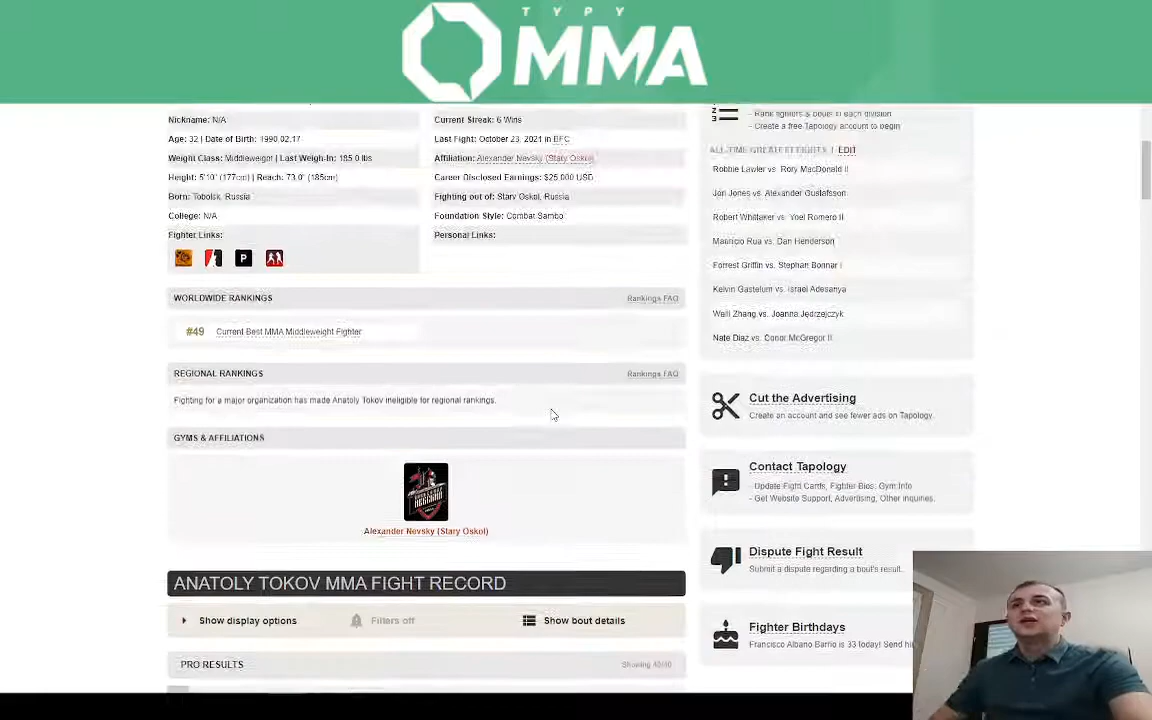 TYPY
MMA
Nickname: N/A
Age: 32 | Date of Birth: 1990.02.17
Weight Class: Middleweight | Last Weigh-In: 185.0 lbs
Height: 5'10" (177cm) | Reach: 73.0" (185cm)
Born: Tobolsk, Russia
College: N/A
Fighter Links:
P
Current Streak: 6 Wins
Last Fight: October 23, 2021 in BFC
Affiliation: Alexander Nevsky (Stary Oskol)
Career Disclosed Earnings: $25,000 USD
Fighting out of: Stary Oskol, Russia
Foundation Style: Combat Sambo
Personal Links:
WORLDWIDE RANKINGS
Rankings FAQ
#49 Current Best MMA Middleweight Fighter
REGIONAL RANKINGS
Rankings FAQ
Fighting for a major organization has made Anatoly Tokov ineligible for regional rankings.
GYMS & AFFILIATIONS
Alexander Nevsky (Stary Oskol)
ANATOLY TOKOV MMA FIGHT RECORD
Show display options
Filters off
Show bout details
PRO RESULTS
Showing 40/40
- Rank fighters & bouts in each division
- Create a free Tapology account to begin
ALL-TIME GREATEST FIGHTS | EDIT
Robbie Lawler vs. Rory MacDonald II
Jon Jones vs. Alexander Gustafsson
Robert Whittaker vs. Yoel Romero II
Mauricio Rua vs. Dan Henderson
Forrest Griffin vs. Stephan Bonnar I
Kelvin Gastelum vs. Israel Adesanya
Weili Zhang vs. Joanna Jedrzejczyk
Nate Diaz vs. Conor McGregor II
Cut the Advertising
Create an account and see fewer ads on Tapology.
Contact Tapology
- Update Fight Cards, Fighter Bios, Gym Info
- Get Website Support, Advertising, Other Inquiries.
Dispute Fight Result
Submit a dispute regarding a bout's result.
Fighter Birthdays
Francisco Albano Barrio is 33 today! Send hi